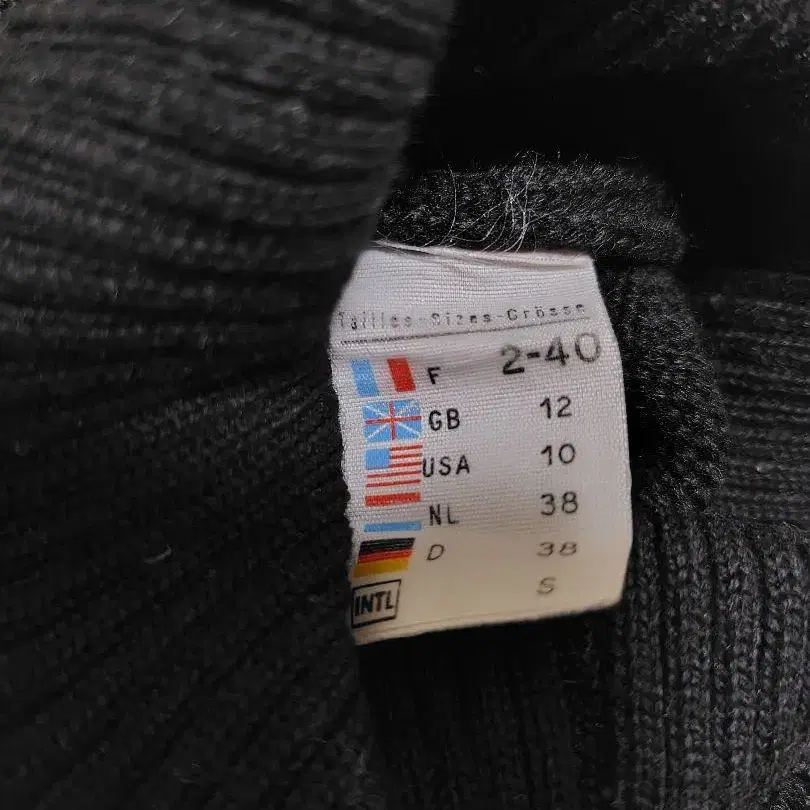 Tailles-Sizes-Grösse
F 2-40
GB 12
USA 10
NL 38
D 38
INTL S